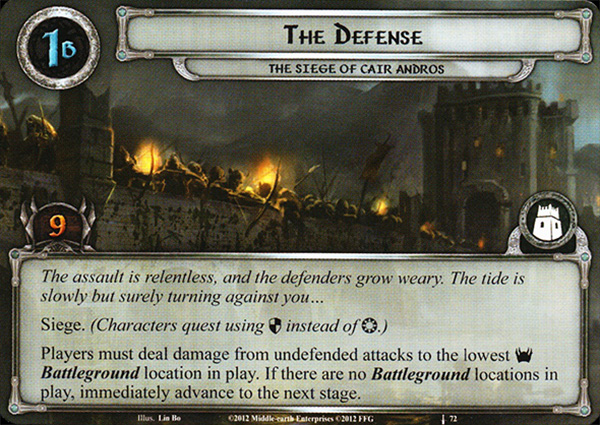 1B
THE DEFENSE
THE SIEGE OF CAIR ANDROS
9
The assault is relentless, and the defenders grow weary. The tide is
slowly but surely turning against you…
Siege. (Characters quest using instead of .)
Players must deal damage from undefended attacks to the lowest
Battleground location in play. If there are no Battleground locations in
play, immediately advance to the next stage.
Illus. Lin Bo ©2012 Middle-earth Enterprises ©2012 FFG 72